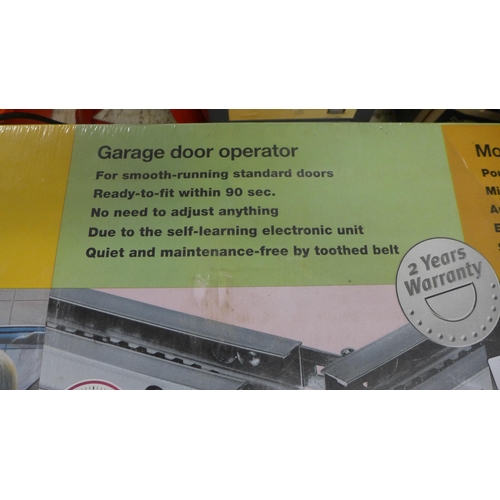 Garage door operator
For smooth-running standard doors
Ready-to-fit within 90 sec.
No need to adjust anything
Due to the self-learning electronic unit
Quiet and maintenance-free by toothed belt
2 Years
Warranty